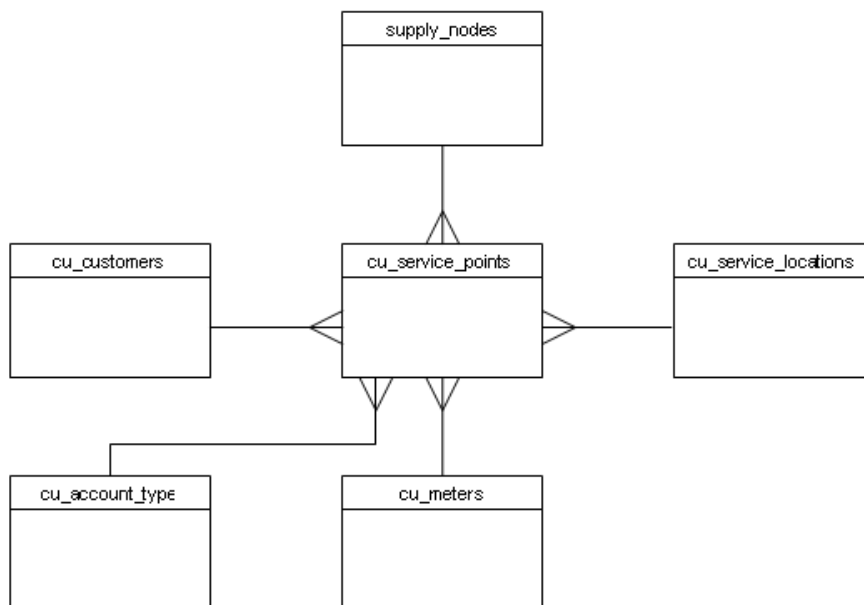 supply_nodes
cu_customers
cu_service_points
cu_service_locations
cu_account_type
cu_meters